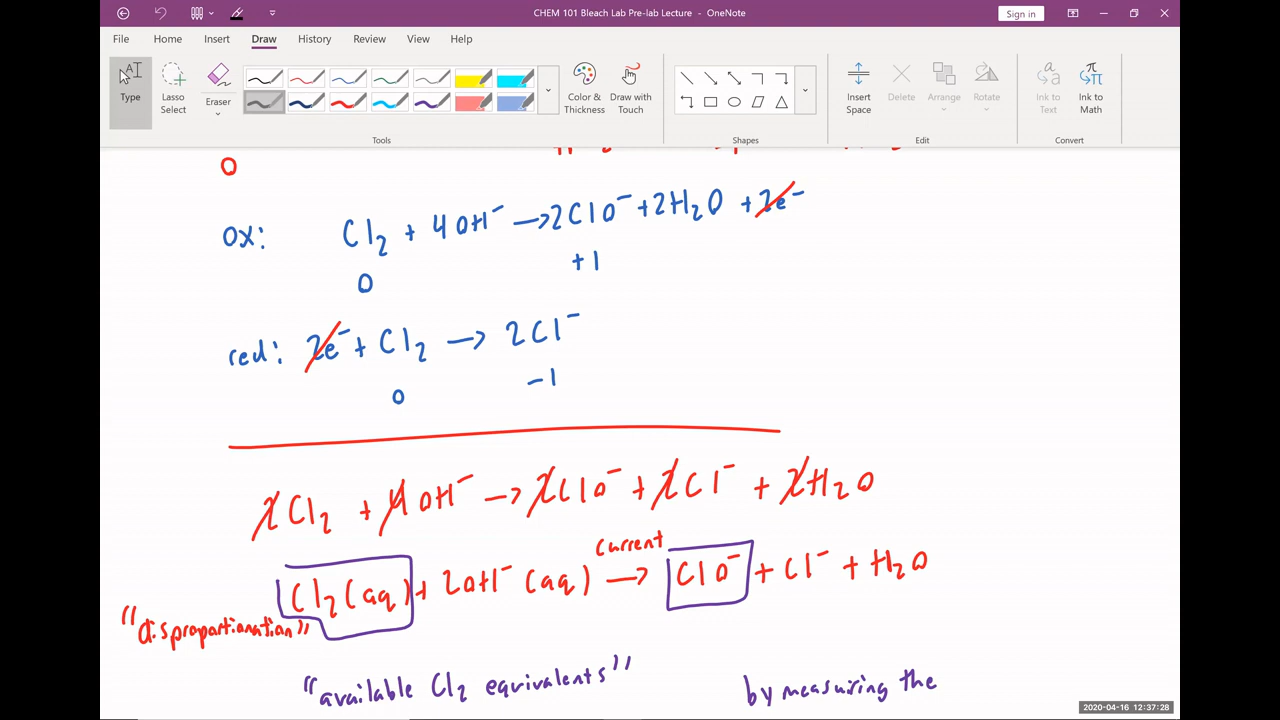 CHEM 101 Bleach Lab Pre-lab Lecture - OneNote
Sign in
File Home Insert Draw History Review View Help
Type
Lasso Select
Eraser
Color & Thickness
Draw with Touch
Insert Space
Delete
Arrange
Rotate
Ink to Text
Ink to Math
Tools
Shapes
Edit
Convert
0
ox: Cl₂ + 4OH⁻ → 2ClO⁻ + 2H₂O + 2e⁻
+1
0
red: 2e⁻ + Cl₂ → 2Cl⁻
-1
0
2Cl₂ + 4OH⁻ → 2ClO⁻ + 2Cl⁻ + 2H₂O
current
Cl₂(aq) + 2OH⁻(aq) → ClO⁻ + Cl⁻ + H₂O
"disproportionation"
"available Cl₂ equivalents"
by measuring the
2020-04-16 12:37:28